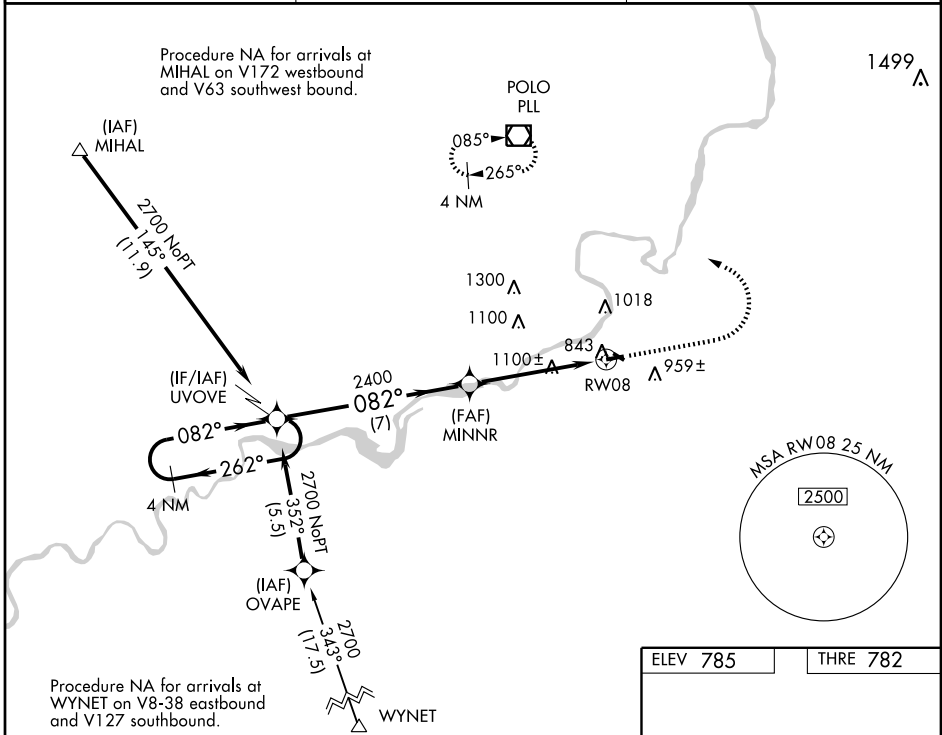 Procedure NA for arrivals at
MIHAL on V172 westbound
and V63 southwest bound.
1499
POLO
PLL
085°
265°
4 NM
(IAF)
MIHAL
2700 NoPT
145°
(11.9)
1300
1100
1018
1100±
843
959±
RW08
(IF/IAF)
UVOVE
2400
082°
(7)
(FAF)
MINNR
082°
262°
4 NM
2700 NoPT
352°
(5.5)
(IAF)
OVAPE
2700
343°
(17.5)
WYNET
MSA RW08 25 NM
2500
Procedure NA for arrivals at
WYNET on V8-38 eastbound
and V127 southbound.
ELEV 785
THRE 782